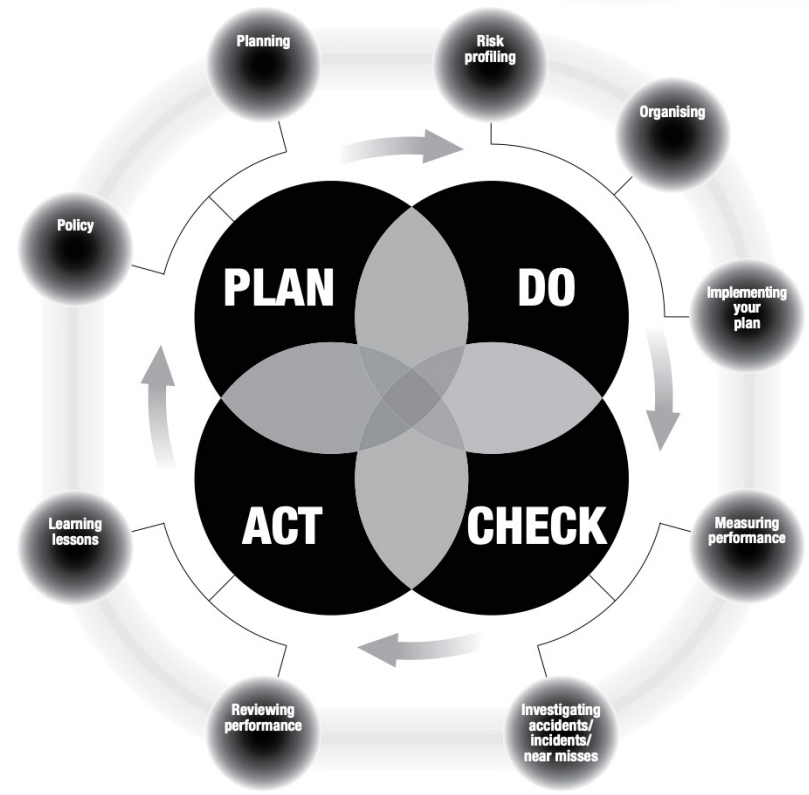 Planning
Risk
profiling
Organising
Policy
PLAN
DO
Implementing
your
plan
Learning
lessons
ACT
CHECK
Measuring
performance
Reviewing
performance
Investigating
accidents/
incidents/
near misses